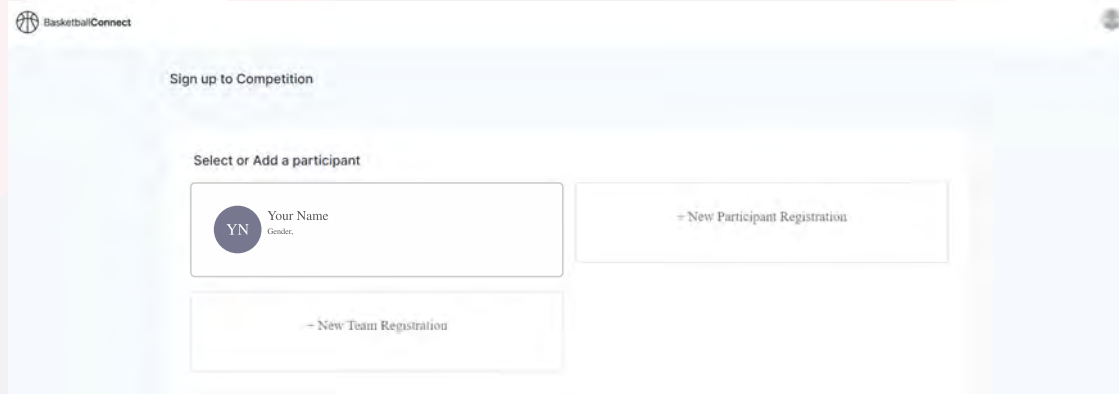 BasketballConnect
Sign up to Competition
Select or Add a participant
YN
Your Name
Gender,
+ New Participant Registration
+ New Team Registration